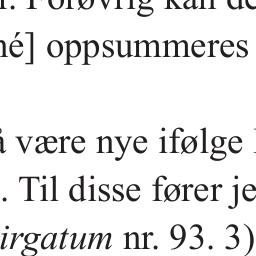 . Forøvrig kan de
né] oppsummeres
å være nye ifølge
. Til disse fører je
irgatum nr. 93. 3)